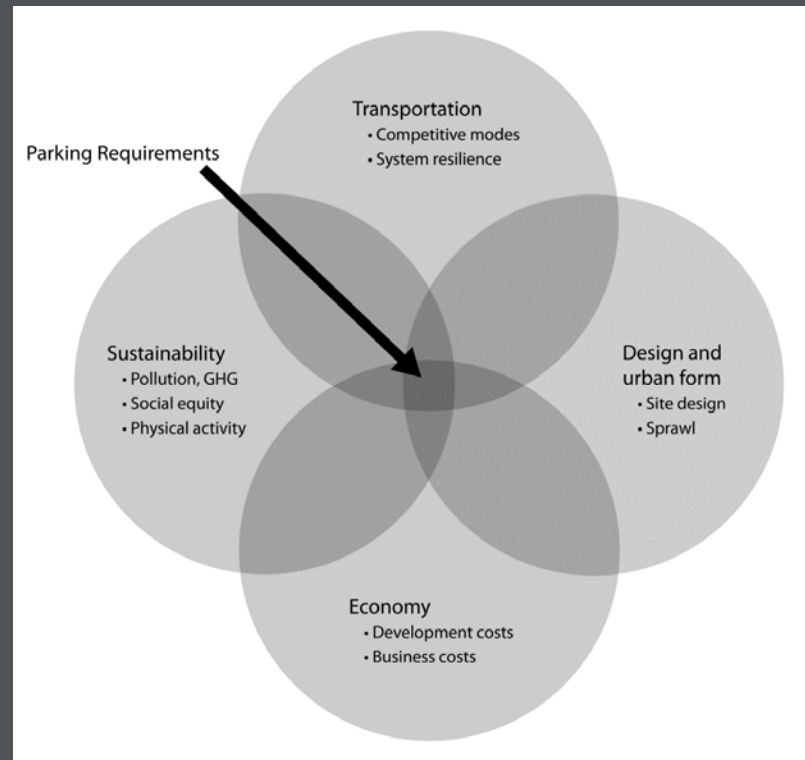 Transportation
• Competitive modes
• System resilience
Parking Requirements
Sustainability
• Pollution, GHG
• Social equity
• Physical activity
Design and
urban form
• Site design
• Sprawl
Economy
• Development costs
• Business costs